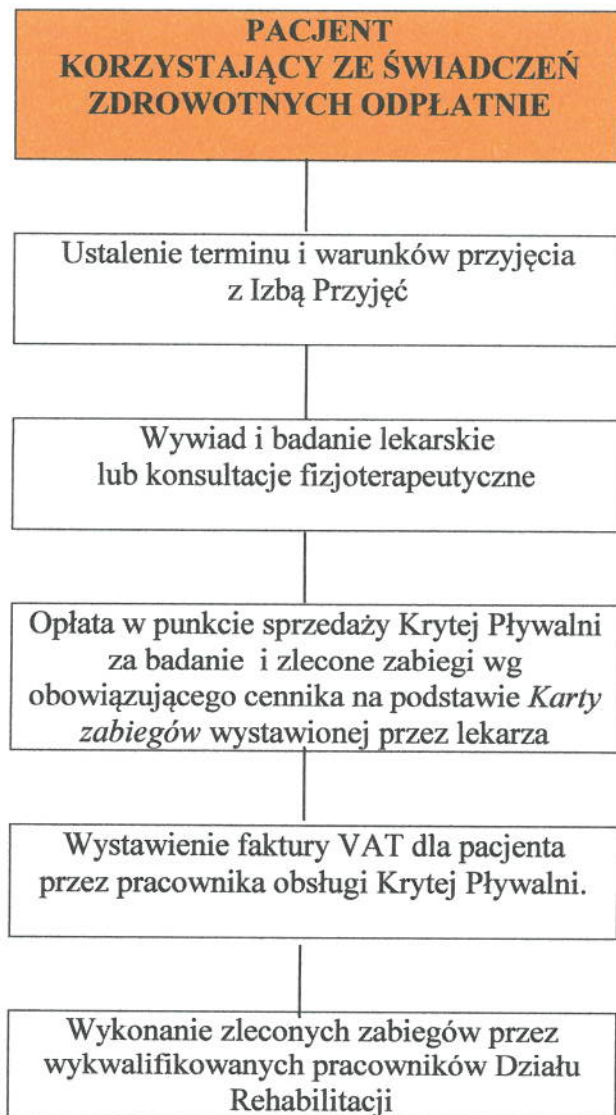 PACJENT
KORZYSTAJĄCY ZE ŚWIADCZEŃ
ZDROWOTNYCH ODPŁATNIE
Ustalenie terminu i warunków przyjęcia
z Izbą Przyjęć
Wywiad i badanie lekarskie
lub konsultacje fizjoterapeutyczne
Opłata w punkcie sprzedaży Krytej Pływalni
za badanie i zlecone zabiegi wg
obowiązującego cennika na podstawie Karty
zabiegów wystawionej przez lekarza
Wystawienie faktury VAT dla pacjenta
przez pracownika obsługi Krytej Pływalni.
Wykonanie zleconych zabiegów przez
wykwalifikowanych pracowników Działu
Rehabilitacji